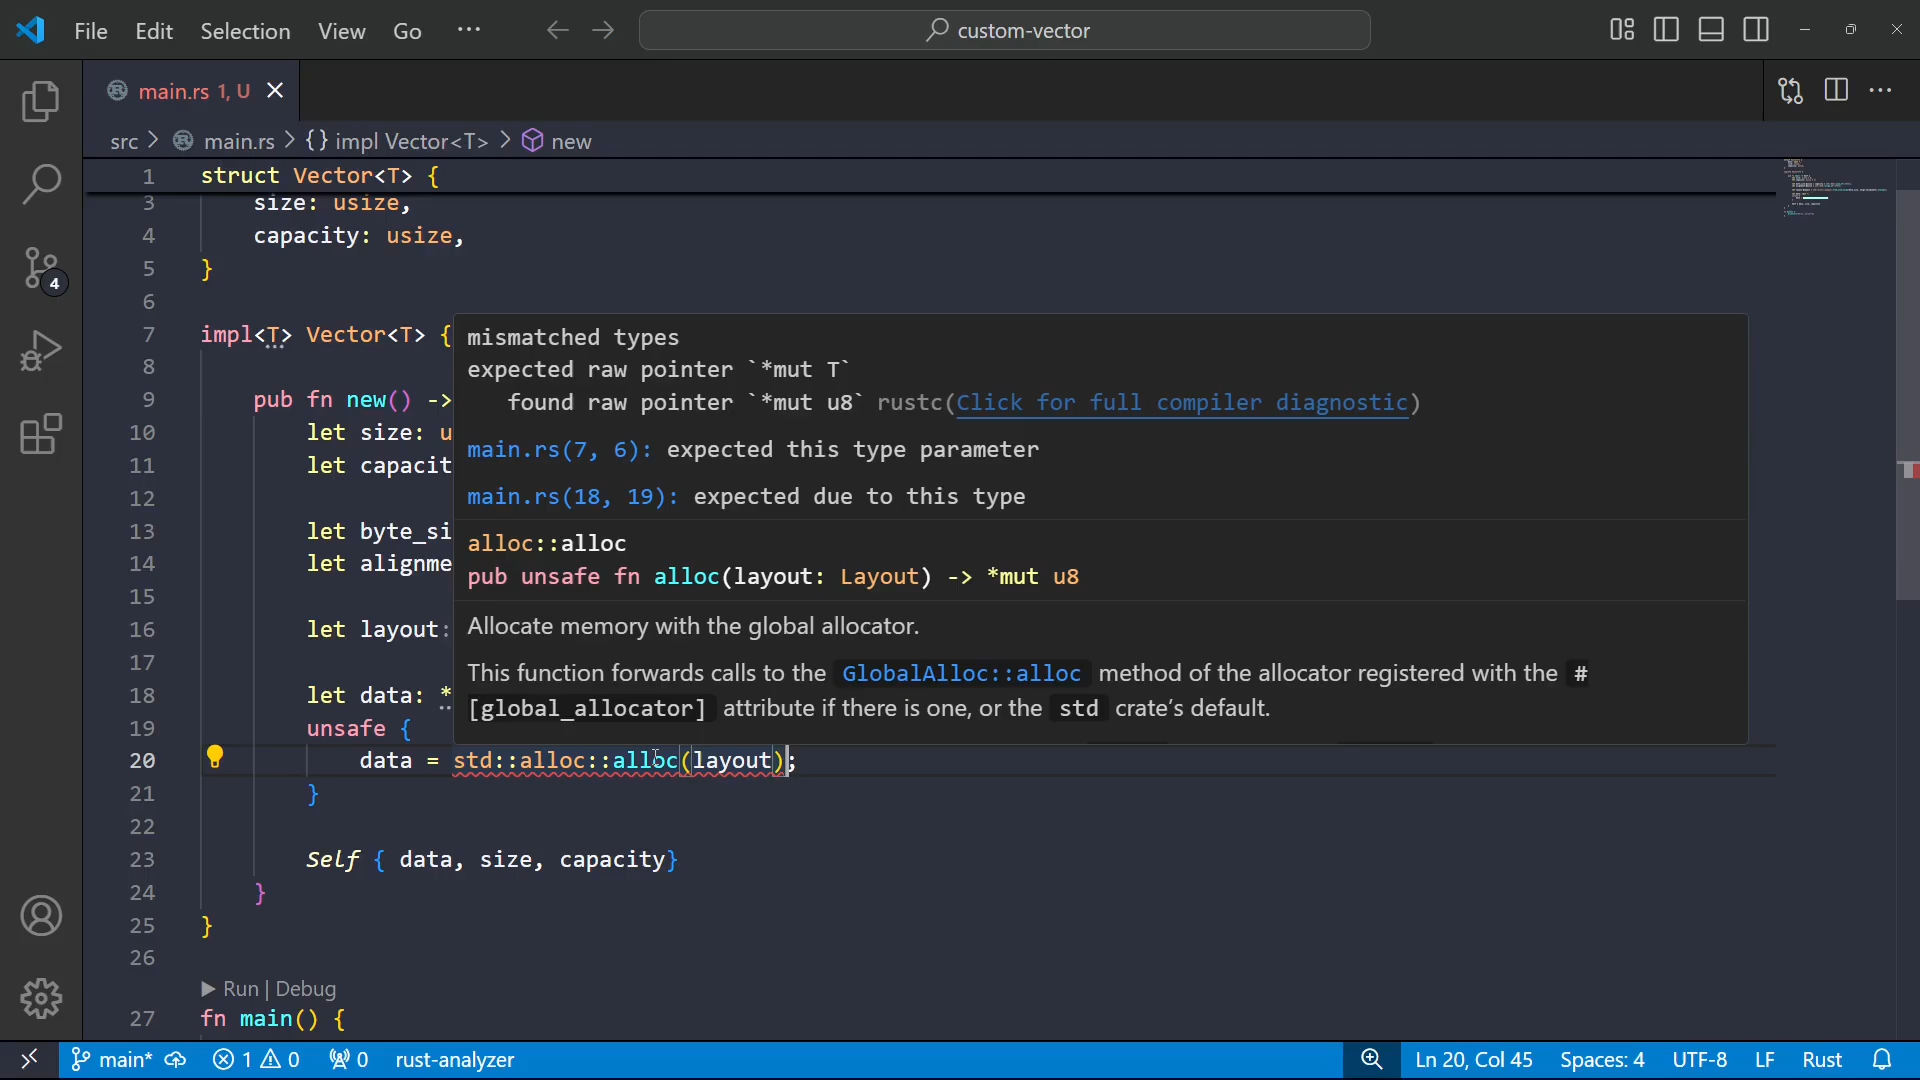 File Edit Selection View Go ··· custom-vector
main.rs 1, U
src > main.rs > {} impl Vector<T> > new
1 struct Vector<T> {
3 size: usize,
4 capacity: usize,
5 }
6
7 impl<T> Vector<T> {
8
9 pub fn new() ->
10 let size: u
11 let capacit
12
13 let byte_si
14 let alignme
15
16 let layout:
17
18 let data: *
19 unsafe {
20 data = std::alloc::alloc(layout);
21 }
22
23 Self { data, size, capacity}
24 }
25 }
26
Run | Debug
27 fn main() {
mismatched types
expected raw pointer `*mut T`
found raw pointer `*mut u8` rustc(Click for full compiler diagnostic)
main.rs(7, 6): expected this type parameter
main.rs(18, 19): expected due to this type
alloc::alloc
pub unsafe fn alloc(layout: Layout) -> *mut u8
Allocate memory with the global allocator.
This function forwards calls to the GlobalAlloc::alloc method of the allocator registered with the #
[global_allocator] attribute if there is one, or the std crate's default.
4
main* 1 0 0 rust-analyzer Ln 20, Col 45 Spaces: 4 UTF-8 LF Rust